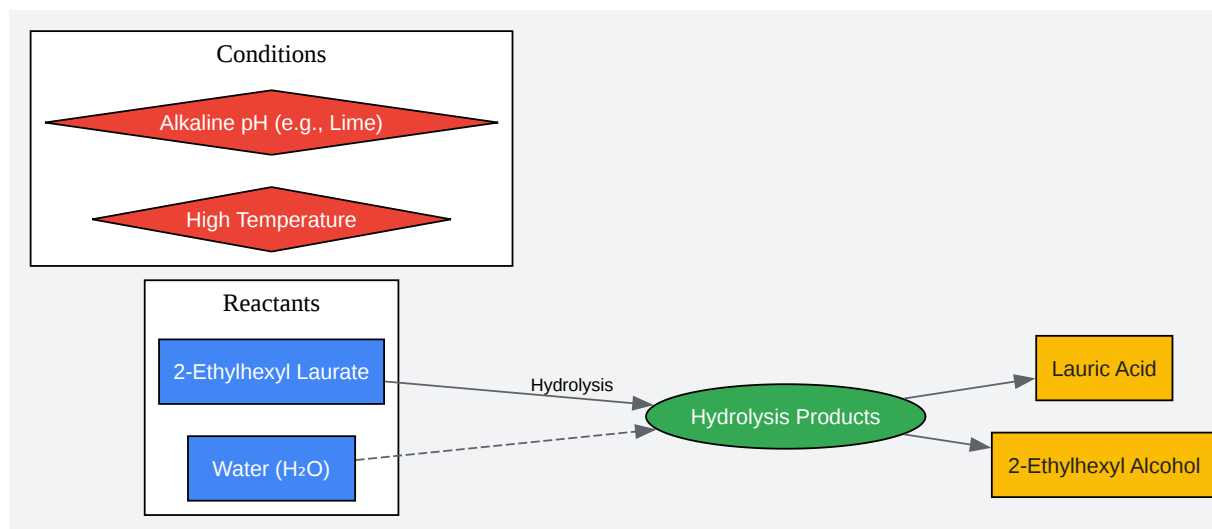 Conditions
Alkaline pH (e.g., Lime)
High Temperature
Reactants
2-Ethylhexyl Laurate
Water (H₂O)
Hydrolysis
Hydrolysis Products
Lauric Acid
2-Ethylhexyl Alcohol